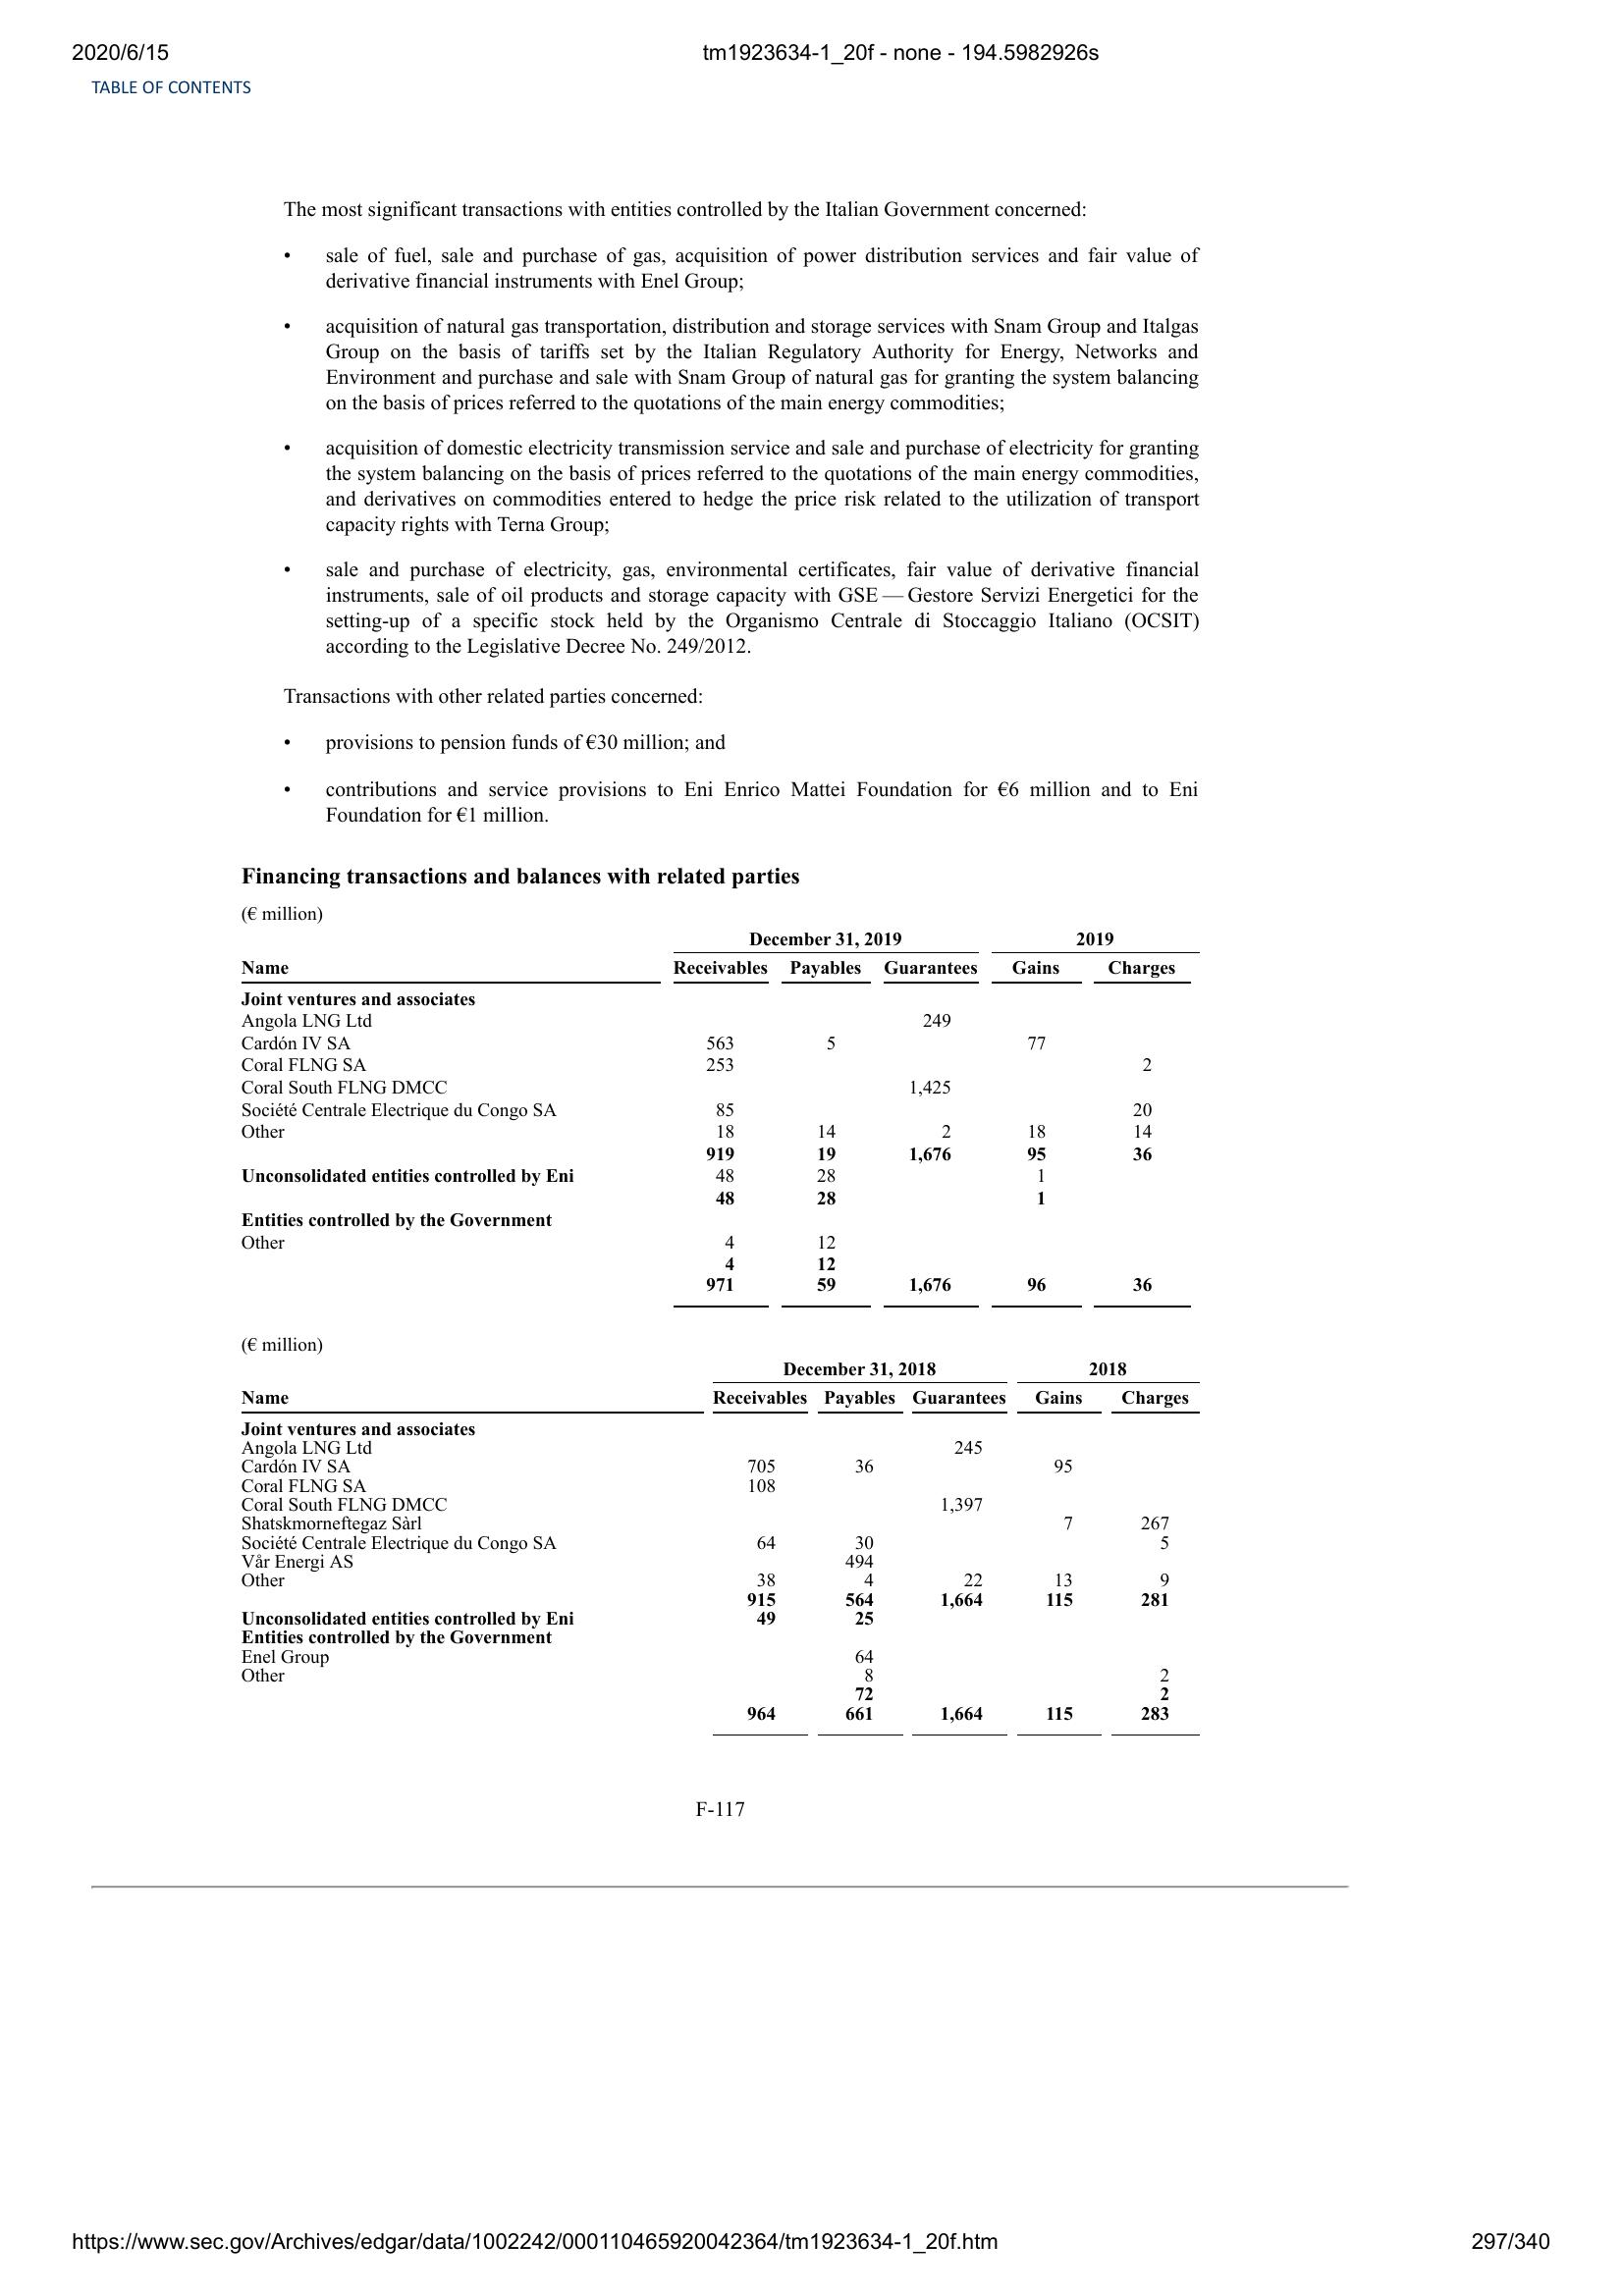 2020/6/15 tm1923634-1_20f - none - 194.5982926s
TABLE OF CONTENTS
The most significant transactions with entities controlled by the Italian Government concerned:
• sale of fuel, sale and purchase of gas, acquisition of power distribution services and fair value of
derivative financial instruments with Enel Group;
• acquisition of natural gas transportation, distribution and storage services with Snam Group and Italgas
Group on the basis of tariffs set by the Italian Regulatory Authority for Energy, Networks and
Environment and purchase and sale with Snam Group of natural gas for granting the system balancing
on the basis of prices referred to the quotations of the main energy commodities;
• acquisition of domestic electricity transmission service and sale and purchase of electricity for granting
the system balancing on the basis of prices referred to the quotations of the main energy commodities,
and derivatives on commodities entered to hedge the price risk related to the utilization of transport
capacity rights with Terna Group;
• sale and purchase of electricity, gas, environmental certificates, fair value of derivative financial
instruments, sale of oil products and storage capacity with GSE — Gestore Servizi Energetici for the
setting-up of a specific stock held by the Organismo Centrale di Stoccaggio Italiano (OCSIT)
according to the Legislative Decree No. 249/2012.
Transactions with other related parties concerned:
• provisions to pension funds of €30 million; and
• contributions and service provisions to Eni Enrico Mattei Foundation for €6 million and to Eni
Foundation for €1 million.
Financing transactions and balances with related parties
(€ million)
December 31, 2019 2019
Name Receivables Payables Guarantees Gains Charges
Joint ventures and associates
Angola LNG Ltd 249
Cardón IV SA 563 5 77
Coral FLNG SA 253 2
Coral South FLNG DMCC 1,425
Société Centrale Electrique du Congo SA 85 20
Other 18 14 2 18 14
919 19 1,676 95 36
Unconsolidated entities controlled by Eni 48 28 1
48 28 1
Entities controlled by the Government
Other 4 12
4 12
971 59 1,676 96 36
(€ million)
December 31, 2018 2018
Name Receivables Payables Guarantees Gains Charges
Joint ventures and associates
Angola LNG Ltd 245
Cardón IV SA 705 36 95
Coral FLNG SA 108
Coral South FLNG DMCC 1,397
Shatskmorneftegaz Sàrl 7 267
Société Centrale Electrique du Congo SA 64 30 5
Vår Energi AS 494
Other 38 4 22 13 9
915 564 1,664 115 281
Unconsolidated entities controlled by Eni 49 25
Entities controlled by the Government
Enel Group 64
Other 8 2
72 2
964 661 1,664 115 283
F-117
https://www.sec.gov/Archives/edgar/data/1002242/000110465920042364/tm1923634-1_20f.htm 297/340